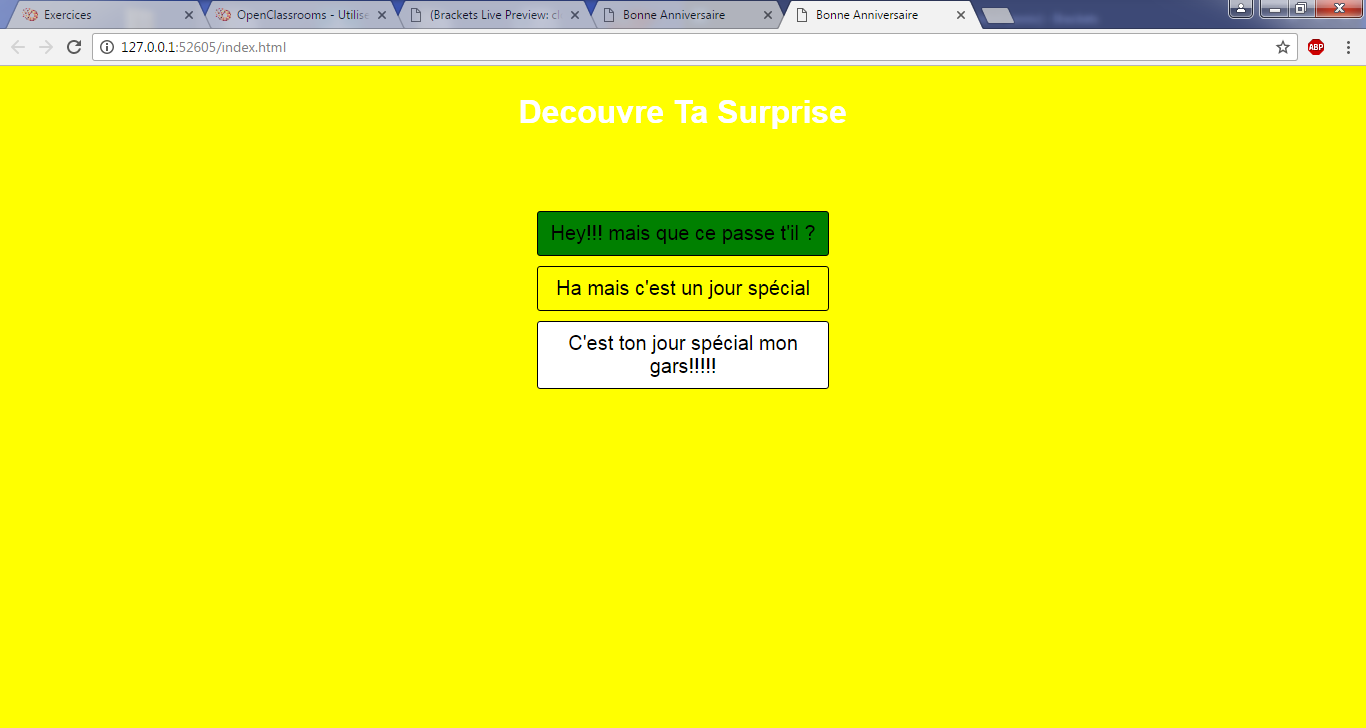 Exercices
OpenClassrooms - Utilise
(Brackets Live Preview: cl
Bonne Anniversaire
Bonne Anniversaire
127.0.0.1:52605/index.html
ABP
Decouvre Ta Surprise
Hey!!! mais que ce passe t'il ?
Ha mais c'est un jour spécial
C'est ton jour spécial mon
gars!!!!!